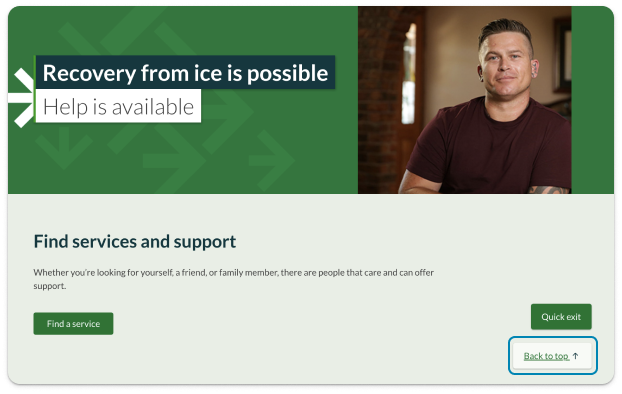 Recovery from ice is possible
Help is available
Find services and support
Whether you're looking for yourself, a friend, or family member, there are people that care and can offer
support.
Find a service
Quick exit
Back to top ↑